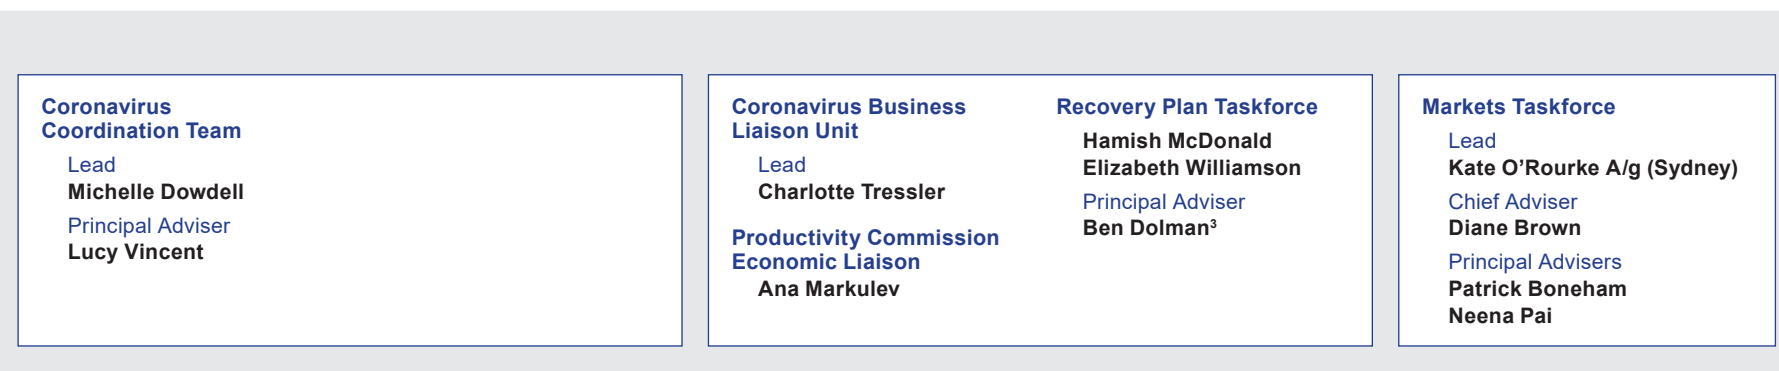 Coronavirus
Coordination Team
Lead
Michelle Dowdell
Principal Adviser
Lucy Vincent
Coronavirus Business
Liaison Unit
Lead
Charlotte Tressler
Productivity Commission
Economic Liaison
Ana Markulev
Recovery Plan Taskforce
Hamish McDonald
Elizabeth Williamson
Principal Adviser
Ben Dolman³
Markets Taskforce
Lead
Kate O’Rourke A/g (Sydney)
Chief Adviser
Diane Brown
Principal Advisers
Patrick Boneham
Neena Pai